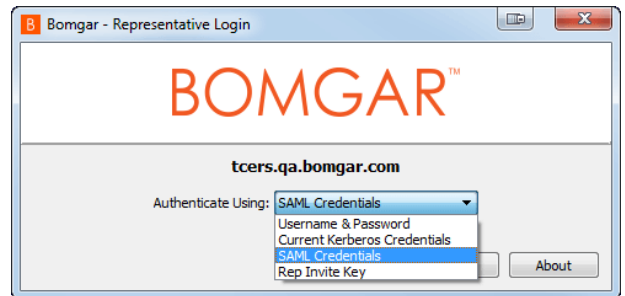 B Bomgar - Representative Login
BOMGAR™
tcers.qa.bomgar.com
Authenticate Using: SAML Credentials
Username & Password
Current Kerberos Credentials
SAML Credentials
Rep Invite Key
About